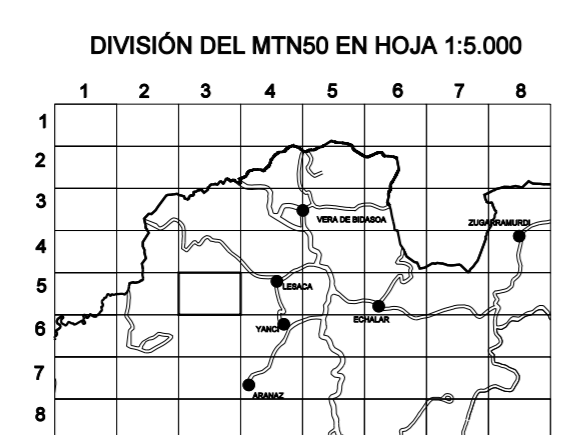 DIVISIÓN DEL MTN50 EN HOJA 1:5.000
1 2 3 4 5 6 7 8
1
2
3
VERA DE BIDASOA
ZUGARRAMURDI
4
5
LESACA
ECHALAR
6
YANCI
7
ARANAZ
8